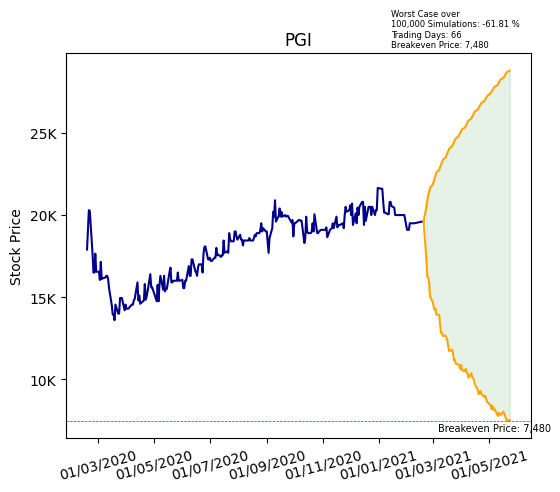 Worst Case over
100,000 Simulations: -61.81 %
Trading Days: 66
Breakeven Price: 7,480
PGI
Stock Price
25K
20K
15K
10K
Breakeven Price: 7,480
01/03/2020
01/05/2020
01/07/2020
01/09/2020
01/11/2020
01/01/2021
01/03/2021
01/05/2021